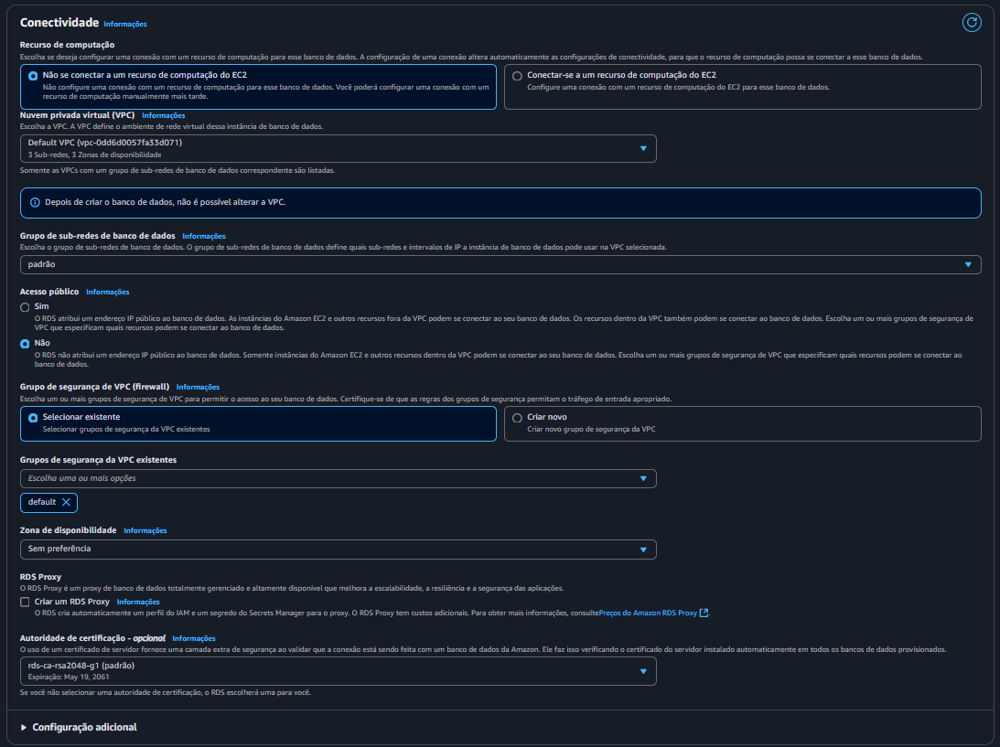 Conectividade Informações
Recurso de computação
Escolha se deseja configurar uma conexão com um recurso de computação para esse banco de dados. A configuração de uma conexão altera automaticamente as configurações de conectividade, para que o recurso de computação possa se conectar a esse banco de dados.
Não se conectar a um recurso de computação do EC2
Não configure uma conexão com um recurso de computação para esse banco de dados. Você poderá configurar uma conexão com um
recurso de computação manualmente mais tarde.
Conectar-se a um recurso de computação do EC2
Configure uma conexão com um recurso de computação do EC2 para esse banco de dados.
Nuvem privada virtual (VPC) Informações
Escolha a VPC. A VPC define o ambiente de rede virtual dessa instância de banco de dados.
Default VPC (vpc-0dd6d0057fa33d071)
3 Sub-redes, 3 Zonas de disponibilidade
Somente as VPCs com um grupo de sub-redes de banco de dados correspondente são listadas.
Depois de criar o banco de dados, não é possível alterar a VPC.
Grupo de sub-redes de banco de dados Informações
Escolha o grupo de sub-redes de banco de dados. O grupo de sub-redes de banco de dados define quais sub-redes e intervalos de IP a instância de banco de dados pode usar na VPC selecionada.
padrão
Acesso público Informações
Sim
O RDS atribui um endereço IP público ao banco de dados. As instâncias do Amazon EC2 e outros recursos fora da VPC podem se conectar ao seu banco de dados. Os recursos dentro da VPC também podem se conectar ao banco de dados. Escolha um ou mais grupos de segurança de
VPC que especificam quais recursos podem se conectar ao banco de dados.
Não
O RDS não atribui um endereço IP público ao banco de dados. Somente instâncias do Amazon EC2 e outros recursos dentro da VPC podem se conectar ao seu banco de dados. Escolha um ou mais grupos de segurança de VPC que especificam quais recursos podem se conectar ao
banco de dados.
Grupo de segurança de VPC (firewall) Informações
Escolha um ou mais grupos de segurança de VPC para permitir o acesso ao seu banco de dados. Certifique-se de que as regras dos grupos de segurança permitam o tráfego de entrada apropriado.
Selecionar existente
Selecionar grupos de segurança da VPC existentes
Criar novo
Criar novo grupo de segurança da VPC
Grupos de segurança da VPC existentes
Escolha uma ou mais opções
default
Zona de disponibilidade Informações
Sem preferência
RDS Proxy
O RDS Proxy é um proxy de banco de dados totalmente gerenciado e altamente disponível que melhora a escalabilidade, a resiliência e a segurança das aplicações.
Criar um RDS Proxy Informações
O RDS cria automaticamente um perfil do IAM e um segredo do Secrets Manager para o proxy. O RDS Proxy tem custos adicionais. Para obter mais informações, consultePreços do Amazon RDS Proxy.
Autoridade de certificação - opcional Informações
O uso de um certificado de servidor fornece uma camada extra de segurança ao validar que a conexão está sendo feita com um banco de dados da Amazon. Ele faz isso verificando o certificado do servidor instalado automaticamente em todos os bancos de dados provisionados.
rds-ca-rsa2048-g1 (padrão)
Expiração: May 19, 2061
Se você não selecionar uma autoridade de certificação, o RDS escolherá uma para você.
Configuração adicional